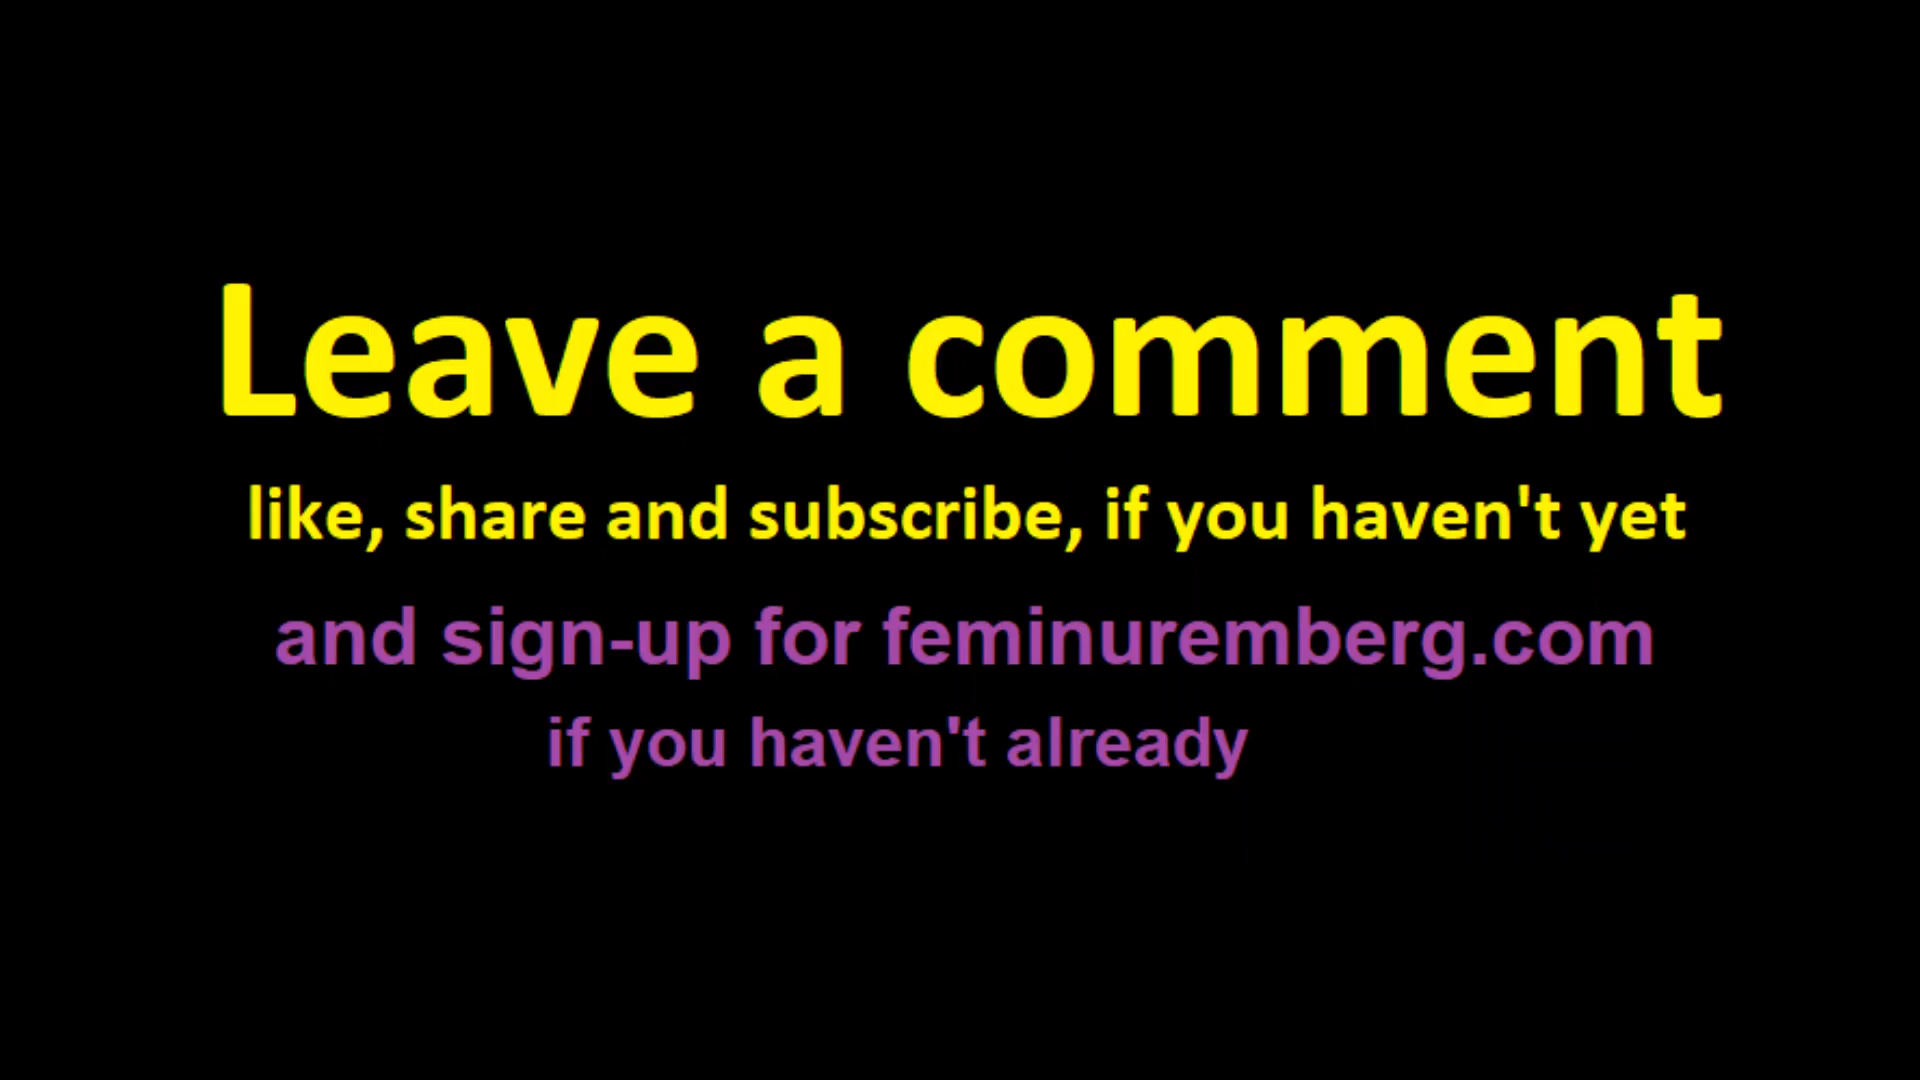 Leave a comment
like, share and subscribe, if you haven't yet
and sign-up for feminuremberg.com
if you haven't already